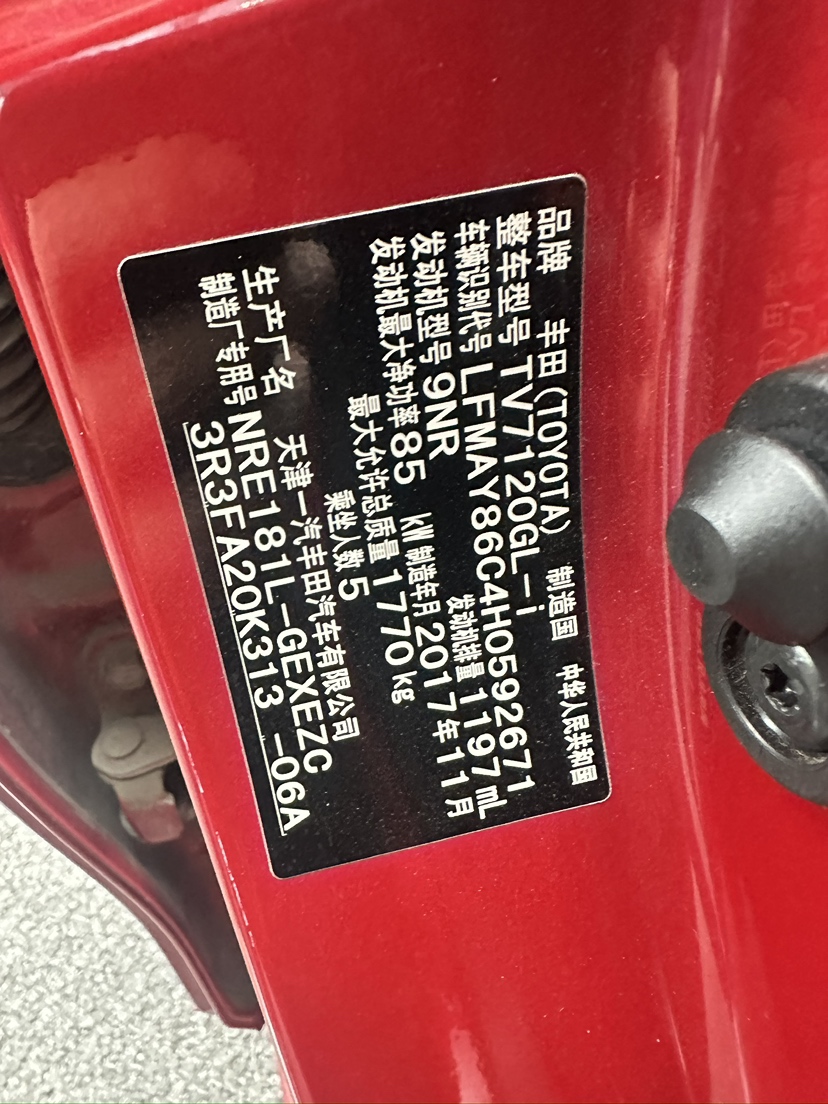 品牌 丰田(TOYOTA) 制造国 中华人民共和国
整车型号 TV7120GL-i
车辆识别代号 LFMAY86C4H0592671
发动机型号 9NR 发动机排量 1197mL
发动机最大净功率 85 kW 制造年月 2017年11月
最大允许总质量 1770kg
乘坐人数 5
生产厂名 天津一汽丰田汽车有限公司
制造厂专用号 NRE181L-GEXEZC
3R3FA20K313 -06A